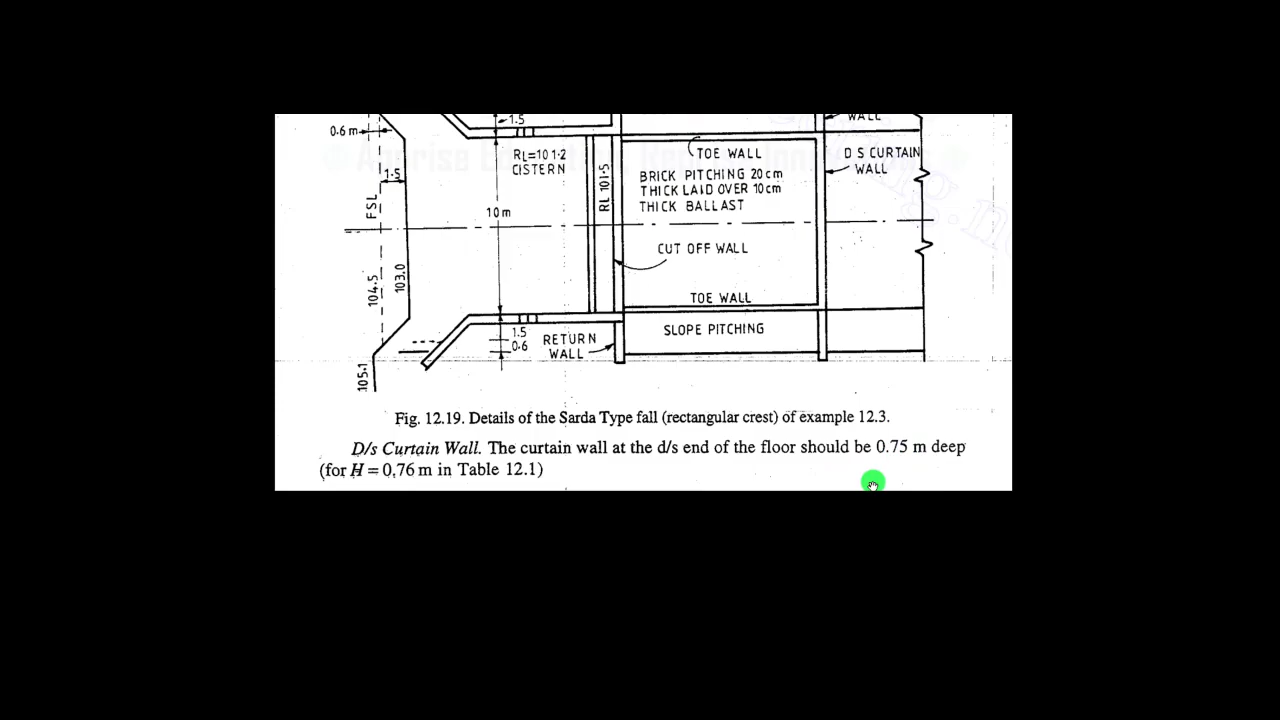 1.5
WALL
0.6 m
TOE WALL
D S CURTAIN
WALL
RL=101.2
CISTERN
BRICK PITCHING 20cm
THICK LAID OVER 10cm
THICK BALLAST
1.5
RL 101.5
FSL
10 m
CUT OFF WALL
104.5
103.0
TOE WALL
SLOPE PITCHING
1.5
0.6
RETURN
WALL
105.1
Fig. 12.19. Details of the Sarda Type fall (rectangular crest) of example 12.3.
D/s Curtain Wall. The curtain wall at the d/s end of the floor should be 0.75 m deep
(for H = 0.76 m in Table 12.1)